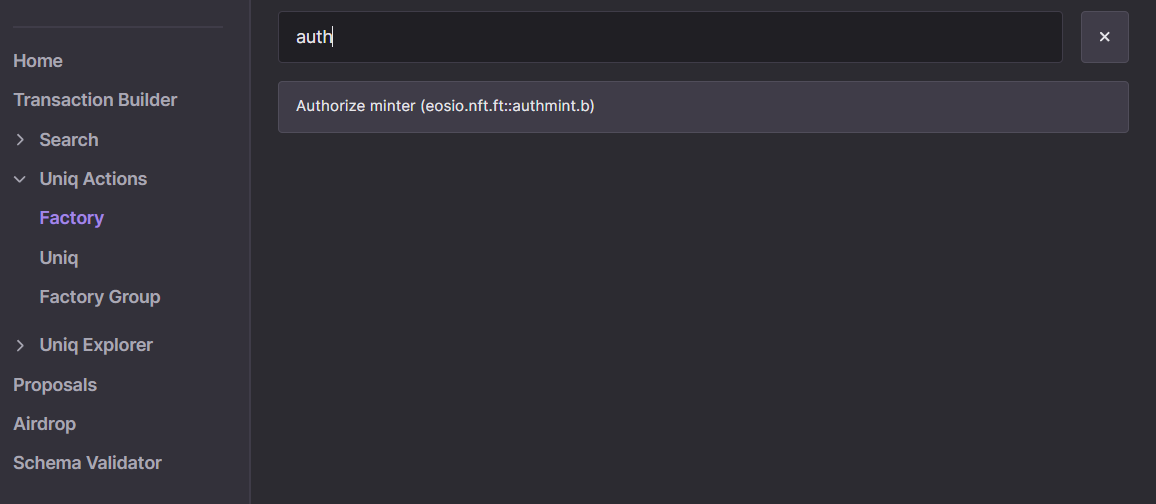 Home
Transaction Builder
Search
Uniq Actions
Factory
Uniq
Factory Group
Uniq Explorer
Proposals
Airdrop
Schema Validator
auth
Authorize minter (eosio.nft.ft::authmint.b)